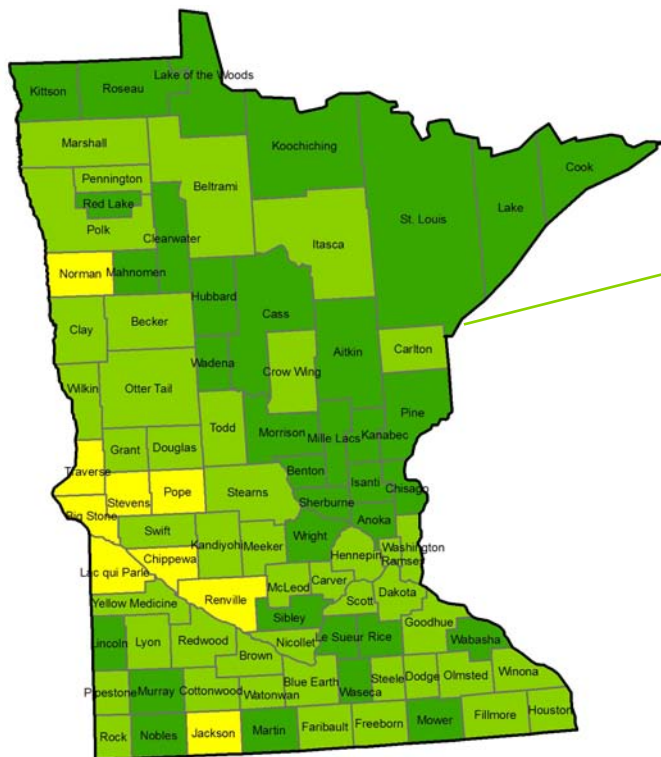 Lake of the Woods
Kittson
Roseau
Koochiching
Marshall
Cook
Pennington
Beltrami
Lake
Red Lake
St. Louis
Polk
Clearwater
Itasca
Norman
Mahnomen
Hubbard
Cass
Becker
Clay
Aitkin
Carlton
Wadena
Crow Wing
Wilkin
Otter Tail
Pine
Todd
Morrison
Mille Lacs
Kanabec
Grant
Douglas
Traverse
Benton
Pope
Stevens
Stearns
Isanti
Chisago
Big Stone
Sherburne
Anoka
Swift
Wright
Kandiyohi
Meeker
Hennepin
Washington
Chippewa
Ramsey
Lac qui Parle
Carver
McLeod
Dakota
Renville
Scott
Yellow Medicine
Sibley
Goodhue
Lincoln
Lyon
Redwood
Nicollet
Le Sueur
Rice
Wabasha
Brown
Pipestone
Murray
Cottonwood
Watonwan
Blue Earth
Waseca
Steele
Dodge
Olmsted
Winona
Rock
Nobles
Jackson
Martin
Faribault
Freeborn
Mower
Fillmore
Houston